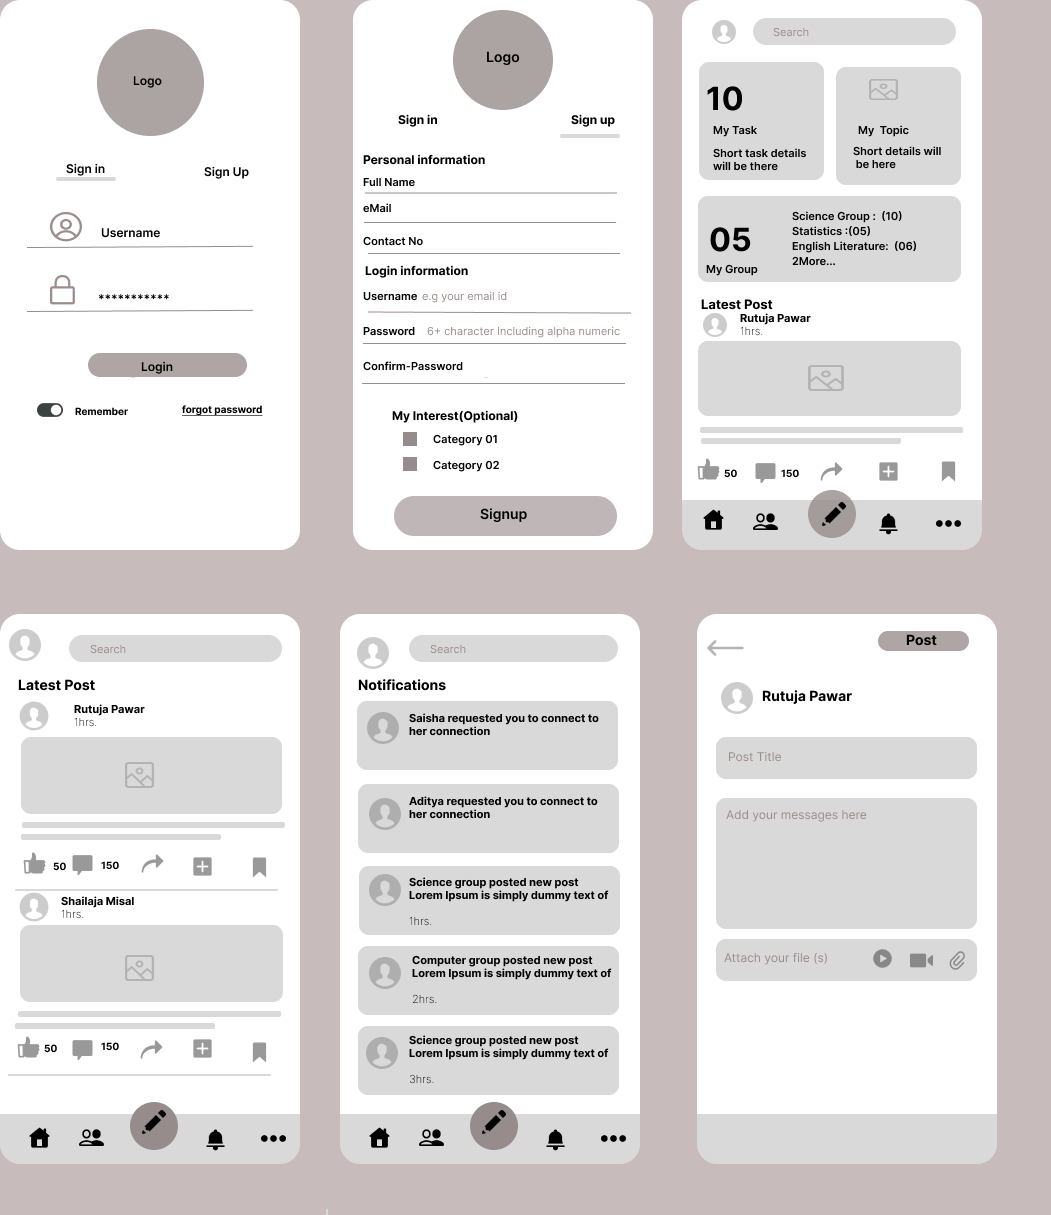 Logo
Sign in
Sign Up
Username
***********
Login
Remember
forgot password
Logo
Sign in
Sign up
Personal information
Full Name
eMail
Contact No
Login information
Username e.g your email id
Password 6+ character Including alpha numeric
Confirm-Password
My Interest(Optional)
Category 01
Category 02
Signup
Search
10
My Task
Short task details
will be there
My Topic
Short details will
be here
05
My Group
Science Group : (10)
Statistics :(05)
English Literature: (06)
2More...
Latest Post
Rutuja Pawar
1hrs.
50
150
Search
Latest Post
Rutuja Pawar
1hrs.
50
150
Shailaja Misal
1hrs.
50
150
Search
Notifications
Saisha requested you to connect to
her connection
Aditya requested you to connect to
her connection
Science group posted new post
Lorem Ipsum is simply dummy text of
1hrs.
Computer group posted new post
Lorem Ipsum is simply dummy text of
2hrs.
Science group posted new post
Lorem Ipsum is simply dummy text of
3hrs.
Post
Rutuja Pawar
Post Title
Add your messages here
Attach your file (s)